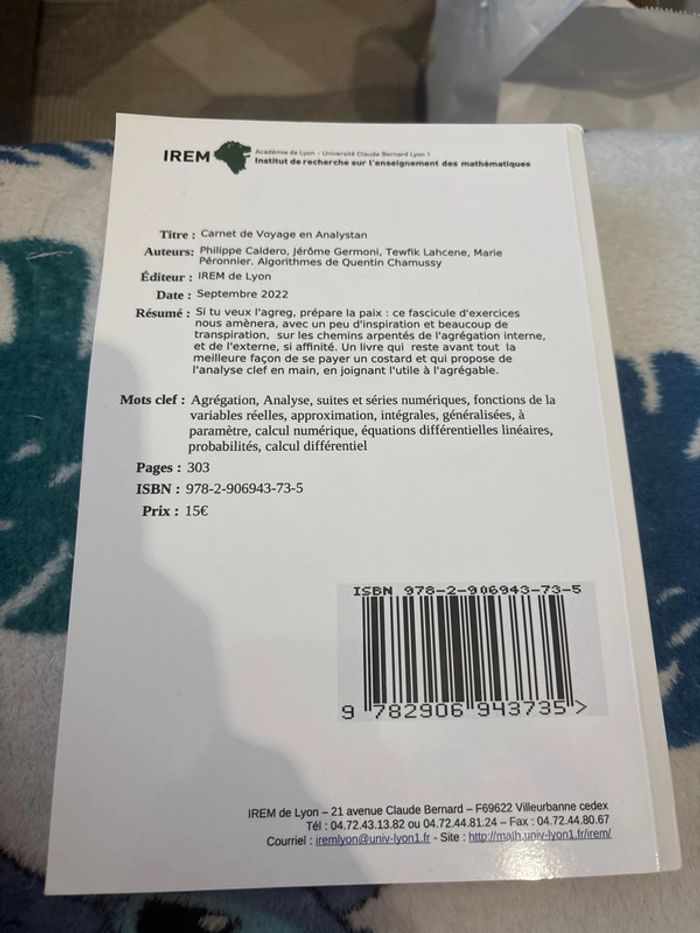 IREM
Académie de Lyon - Université Claude Bernard Lyon 1
Institut de recherche sur l'enseignement des mathématiques
Titre : Carnet de Voyage en Analystan
Auteurs: Philippe Caldero, Jérôme Germoni, Tewfik Lahcene, Marie
Péronnier. Algorithmes de Quentin Chamussy
Éditeur : IREM de Lyon
Date : Septembre 2022
Résumé : Si tu veux l'agreg, prépare la paix : ce fascicule d'exercices
nous amènera, avec un peu d'inspiration et beaucoup de
transpiration, sur les chemins arpentés de l'agrégation interne,
et de l'externe, si affinité. Un livre qui reste avant tout la
meilleure façon de se payer un costard et qui propose de
l'analyse clef en main, en joignant l'utile à l'agrégable.
Mots clef : Agrégation, Analyse, suites et séries numériques, fonctions de la
variables réelles, approximation, intégrales, généralisées, à
paramètre, calcul numérique, équations différentielles linéaires,
probabilités, calcul différentiel
Pages : 303
ISBN : 978-2-906943-73-5
Prix : 15€
ISBN 978-2-906943-73-5
9 782906 943735 >
IREM de Lyon – 21 avenue Claude Bernard – F69622 Villeurbanne cedex
Tél : 04.72.43.13.82 ou 04.72.44.81.24 – Fax : 04.72.44.80.67
Courriel : iremlyon@univ-lyon1.fr - Site : http://math.univ-lyon1.fr/irem/